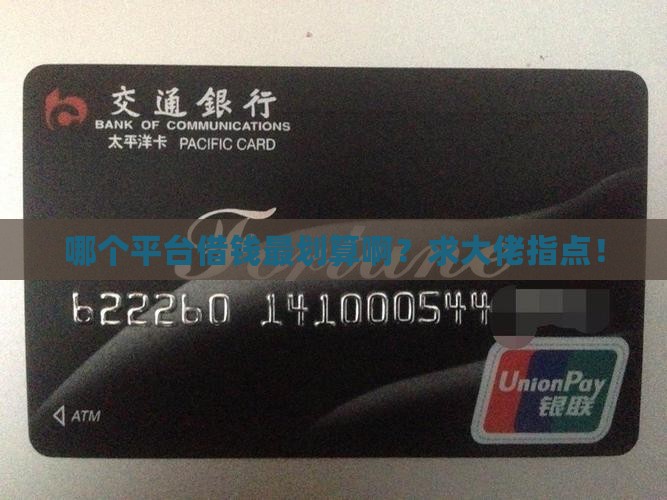 交通銀行
BANK OF COMMUNICATIONS
太平洋卡 PACIFIC CARD
Fortune
哪个平台借钱最划算啊？求大佬指点！
622260 141000544
ATM
UnionPay
银联